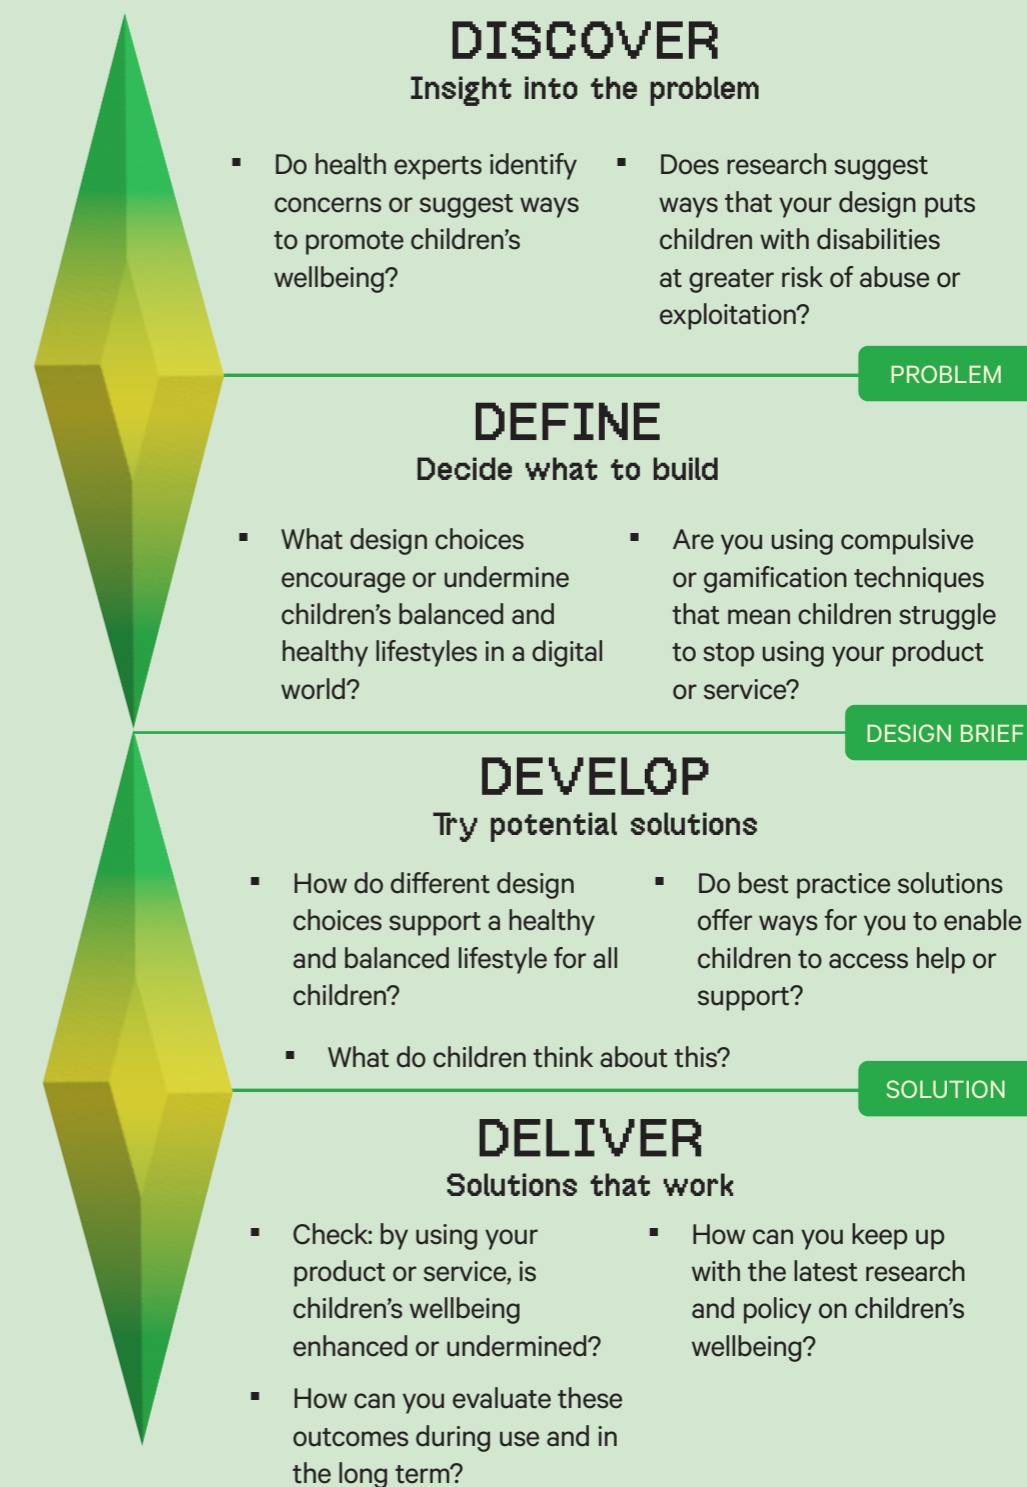 DISCOVER
Insight into the problem
▪ Do health experts identify
concerns or suggest ways
to promote children’s
wellbeing?
▪ Does research suggest
ways that your design puts
children with disabilities
at greater risk of abuse or
exploitation?
PROBLEM
DEFINE
Decide what to build
▪ What design choices
encourage or undermine
children’s balanced and
healthy lifestyles in a digital
world?
▪ Are you using compulsive
or gamification techniques
that mean children struggle
to stop using your product
or service?
DESIGN BRIEF
DEVELOP
Try potential solutions
▪ How do different design
choices support a healthy
and balanced lifestyle for all
children?
▪ Do best practice solutions
offer ways for you to enable
children to access help or
support?
▪ What do children think about this?
SOLUTION
DELIVER
Solutions that work
▪ Check: by using your
product or service, is
children’s wellbeing
enhanced or undermined?
▪ How can you evaluate these
outcomes during use and in
the long term?
▪ How can you keep up
with the latest research
and policy on children’s
wellbeing?